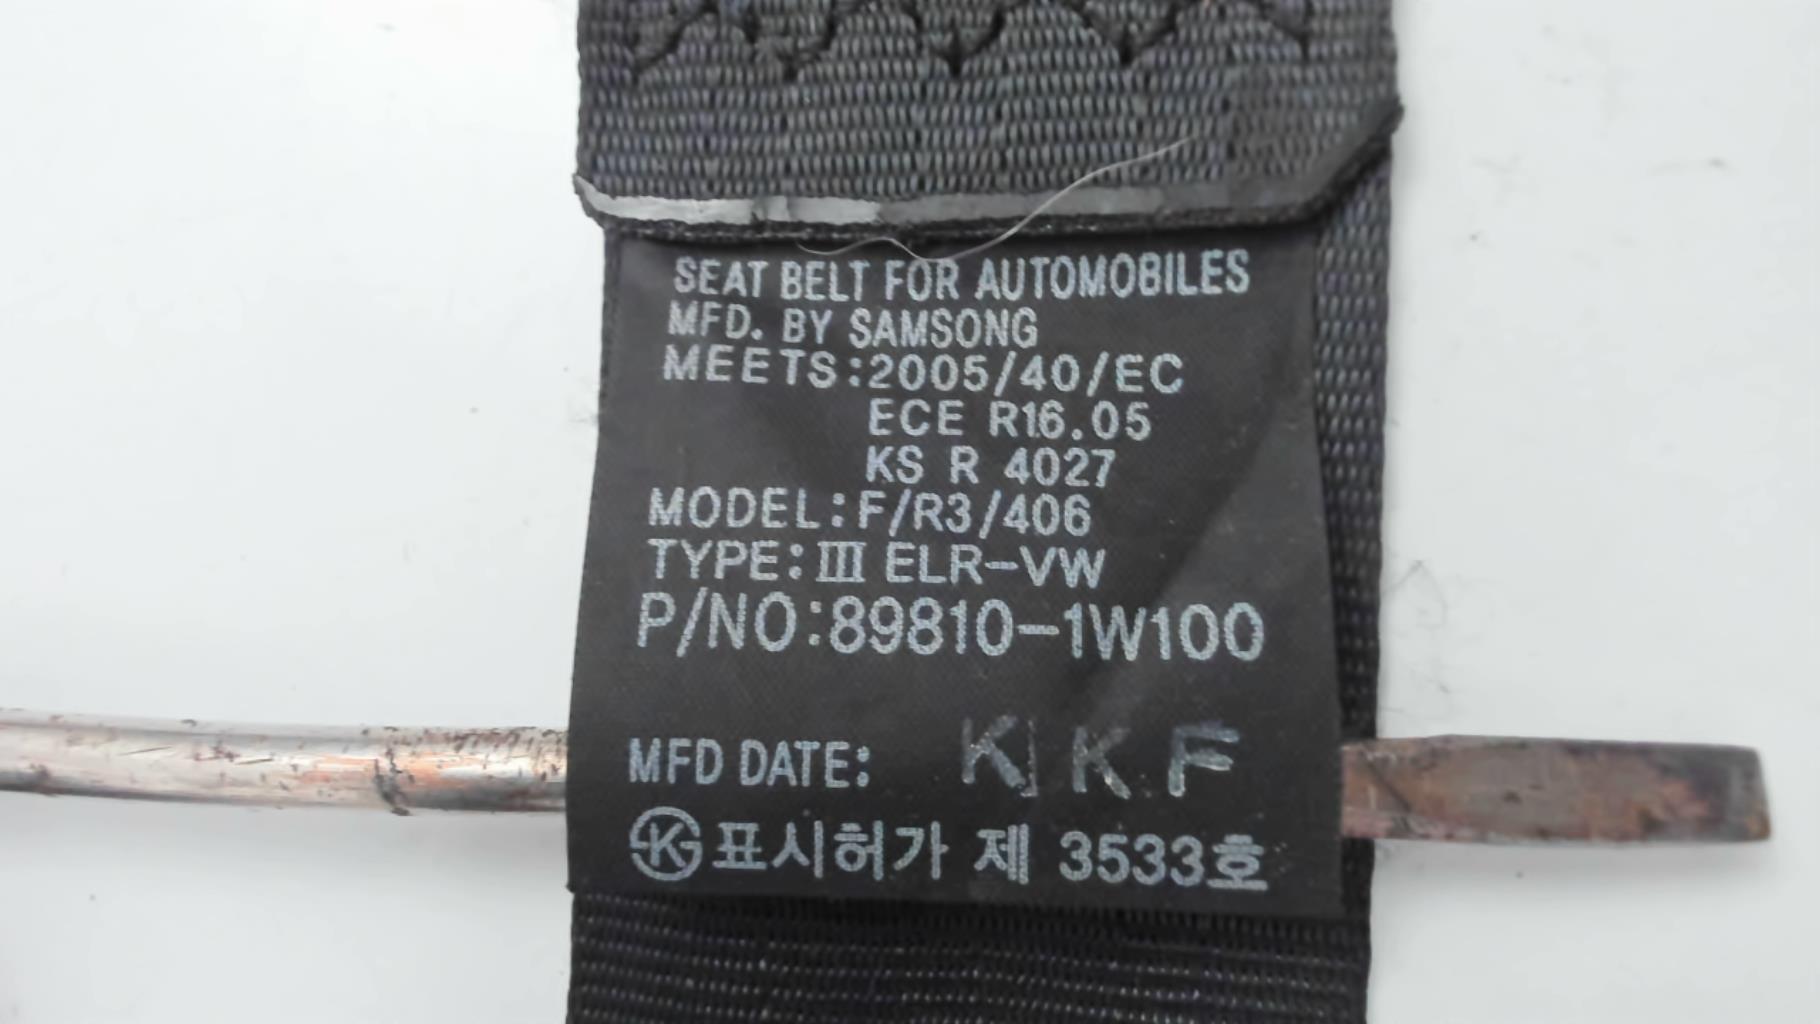 SEAT BELT FOR AUTOMOBILES
MFD. BY SAMSONG
MEETS:2005/40/EC
ECE R16.05
KS R 4027
MODEL:F/R3/406
TYPE:Ⅲ ELR-VW
P/NO:89810-1W100
MFD DATE: K K F
표시허가 제 3533호